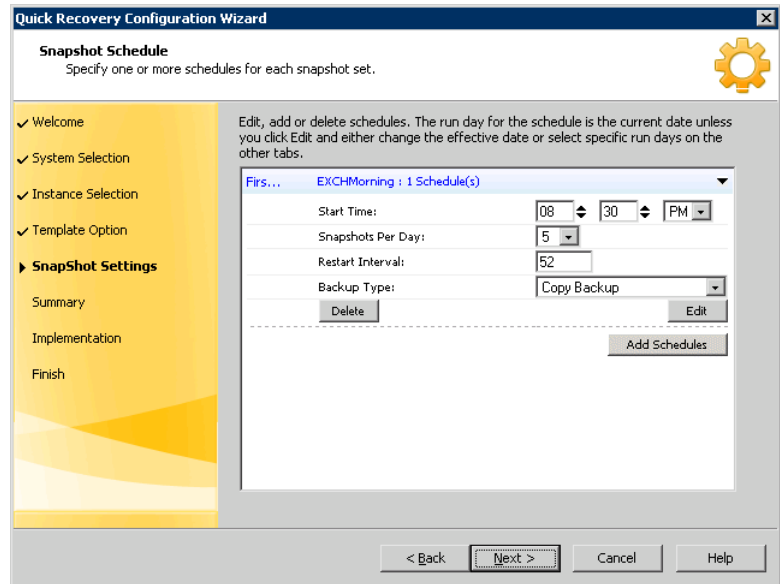 Quick Recovery Configuration Wizard
Snapshot Schedule
Specify one or more schedules for each snapshot set.
Welcome
System Selection
Instance Selection
Template Option
SnapShot Settings
Summary
Implementation
Finish
Edit, add or delete schedules. The run day for the schedule is the current date unless
you click Edit and either change the effective date or select specific run days on the
other tabs.
Firs... EXCHMorning : 1 Schedule(s)
Start Time: 08 30 PM
Snapshots Per Day: 5
Restart Interval: 52
Backup Type: Copy Backup
Delete Edit
Add Schedules
< Back Next > Cancel Help